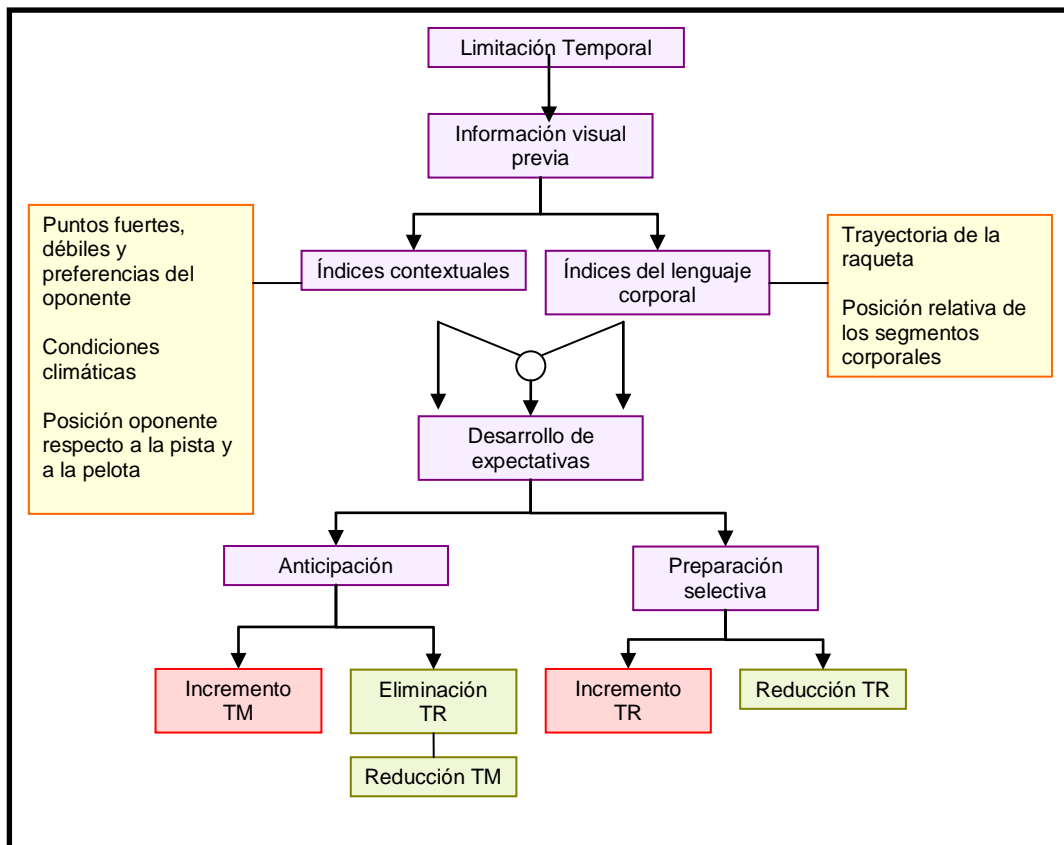 Limitación Temporal
Información visual
previa
Puntos fuertes,
débiles y
preferencias del
oponente
Condiciones
climáticas
Posición oponente
respecto a la pista y
a la pelota
Índices contextuales
Índices del lenguaje
corporal
Trayectoria de la
raqueta
Posición relativa de
los segmentos
corporales
Desarrollo de
expectativas
Anticipación
Preparación
selectiva
Incremento
TM
Eliminación
TR
Incremento
TR
Reducción TR
Reducción TM